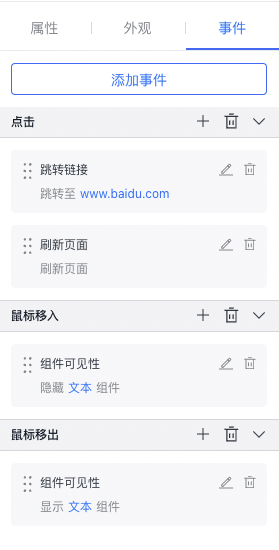 属性 外观 事件
添加事件
点击
跳转链接
跳转至 www.baidu.com
刷新页面
刷新页面
鼠标移入
组件可见性
隐藏 文本 组件
鼠标移出
组件可见性
显示 文本 组件